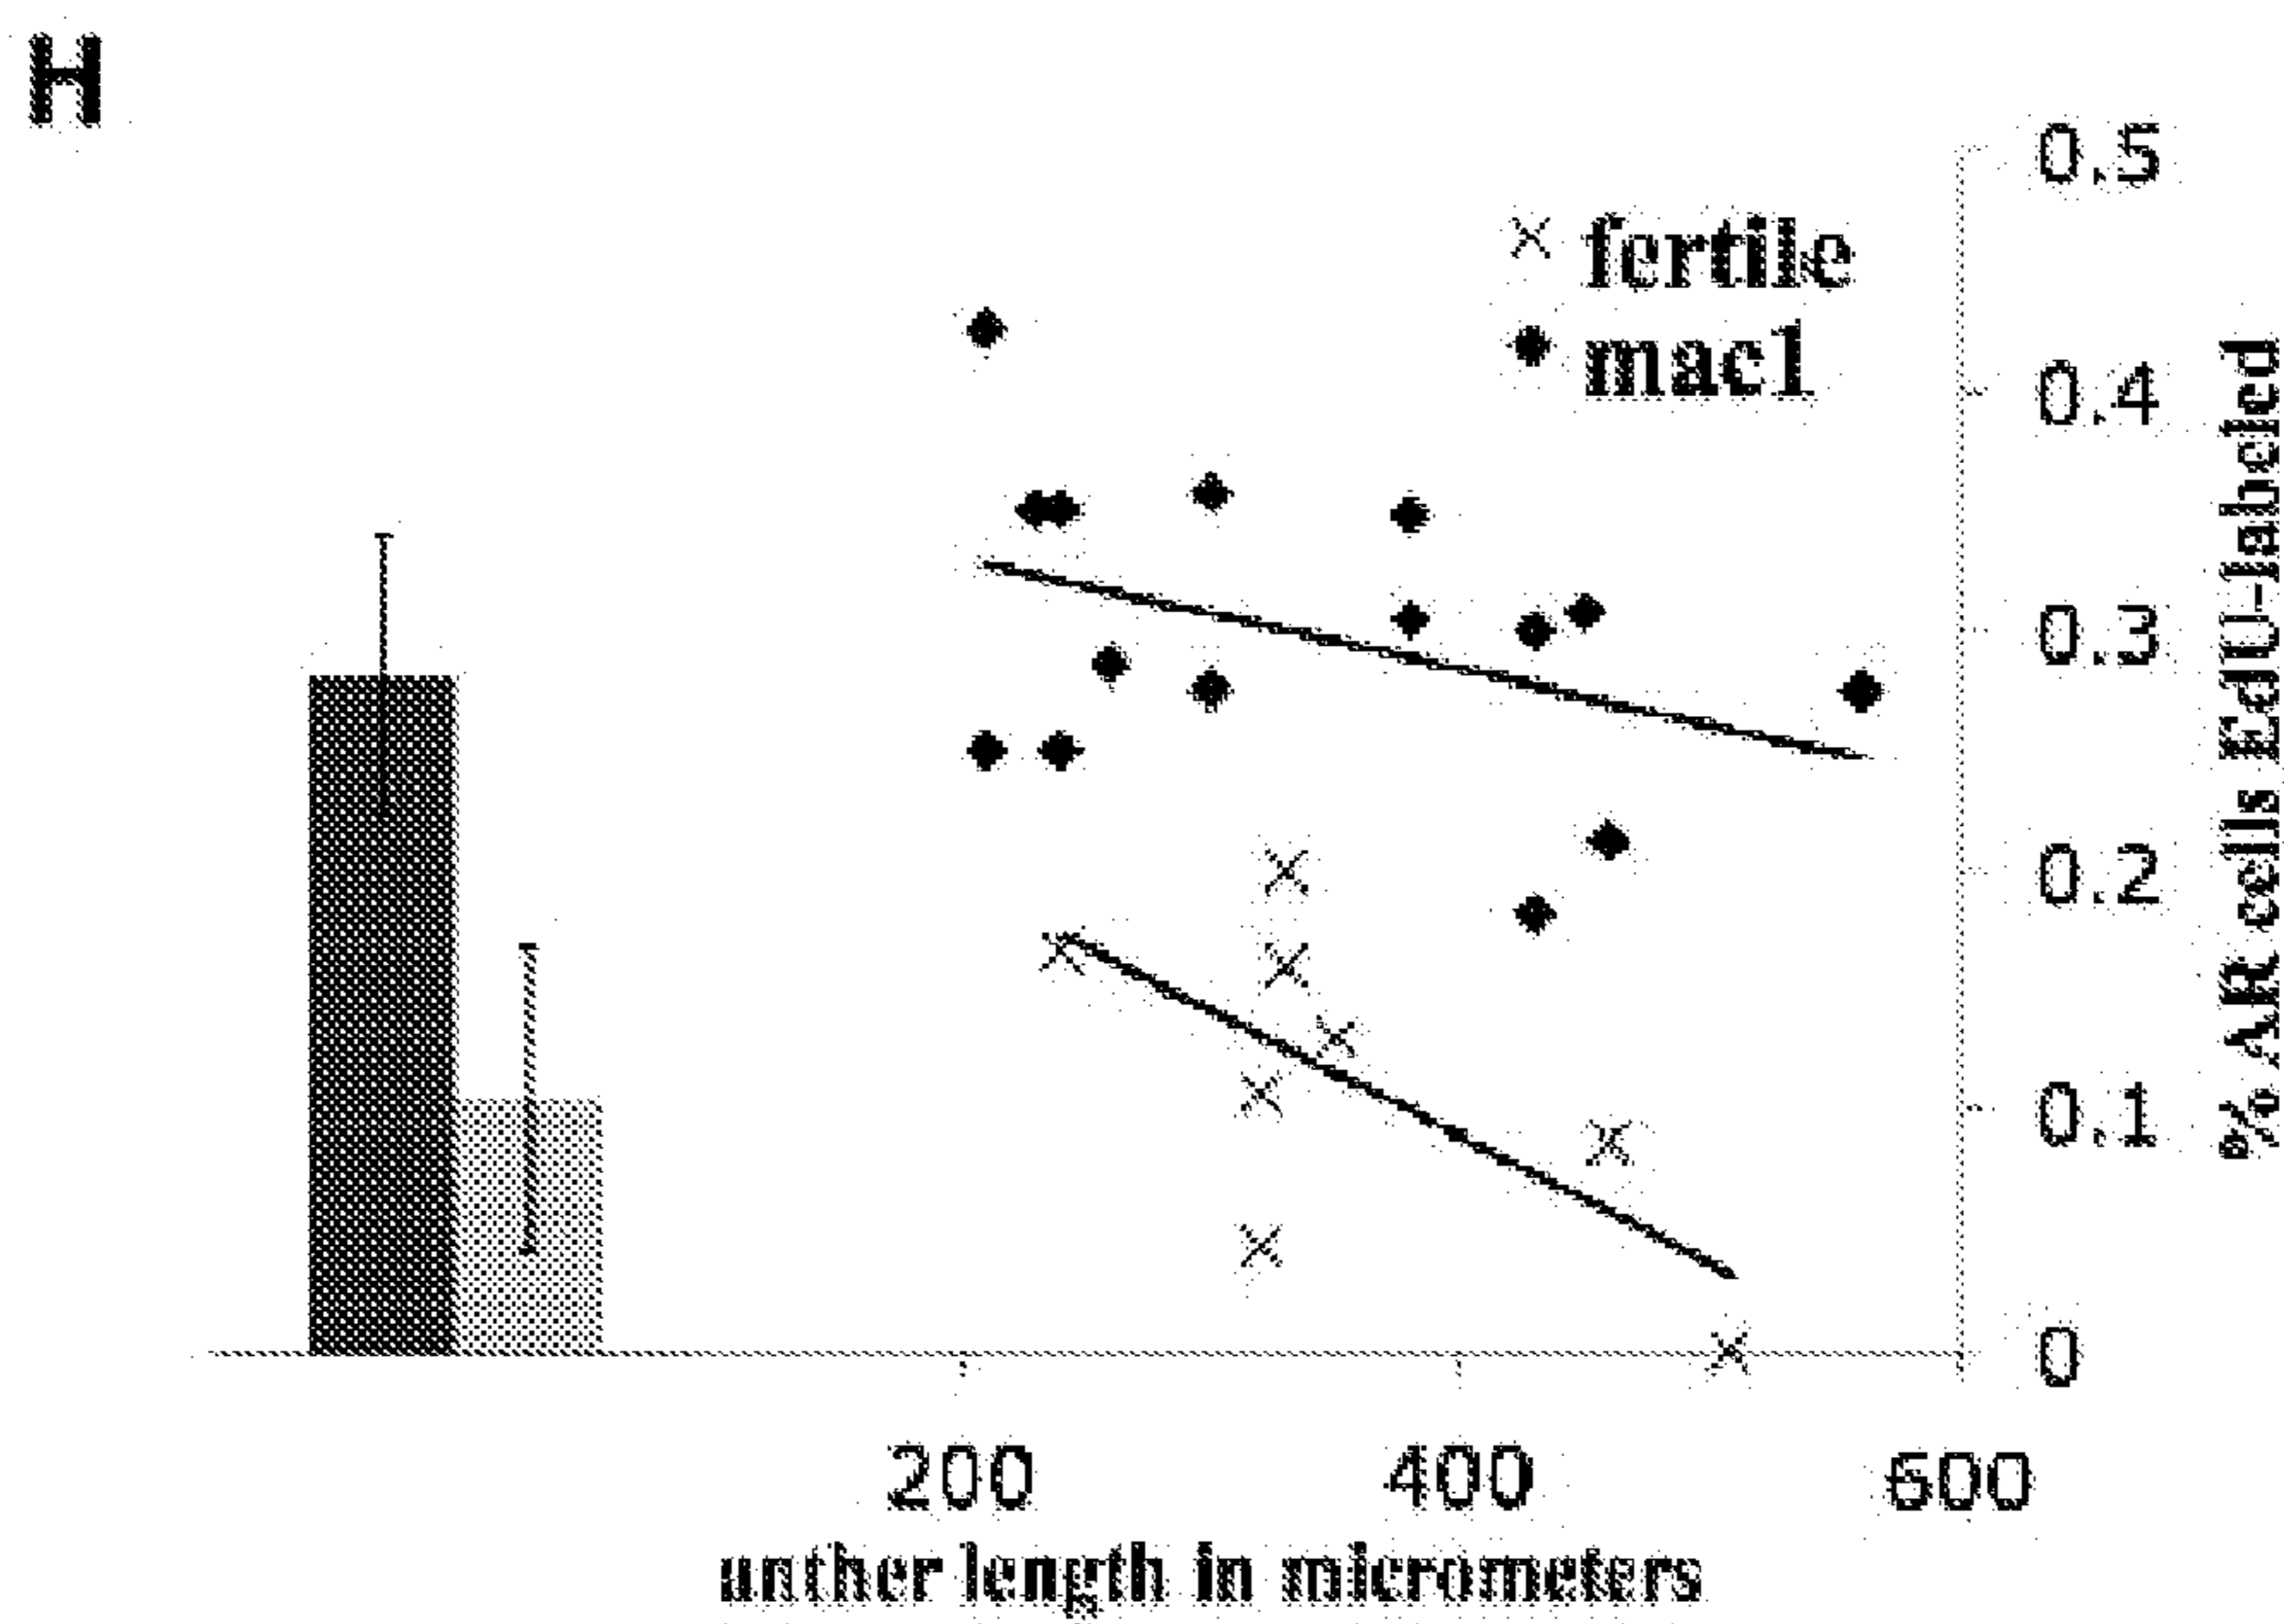 H
fertile
mac1
0.5
0.4
0.3
0.2
0.1
0
% AR cells EdU-labeled
200 400 600
anther length in micrometers